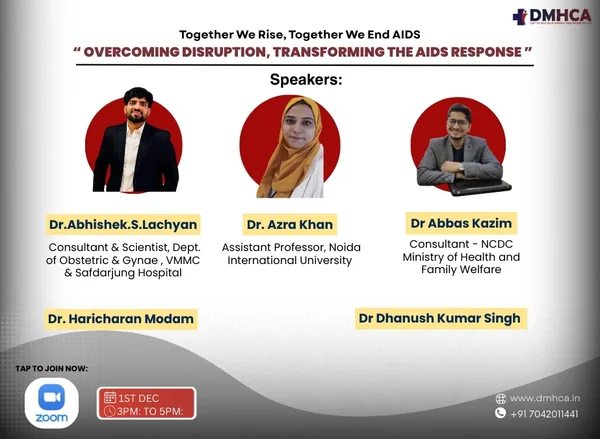 DMHCA
Together We Rise, Together We End AIDS
“ OVERCOMING DISRUPTION, TRANSFORMING THE AIDS RESPONSE ”
Speakers:
Dr.Abhishek.S.Lachyan
Consultant & Scientist, Dept.
of Obstetric & Gynae , VMMC
& Safdarjung Hospital
Dr. Azra Khan
Assistant Professor, Noida
International University
Dr Abbas Kazim
Consultant - NCDC
Ministry of Health and
Family Welfare
Dr. Haricharan Modam
Dr Dhanush Kumar Singh
TAP TO JOIN NOW:
zoom
1ST DEC
3PM: TO 5PM:
www.dmhca.in
+91 7042011441